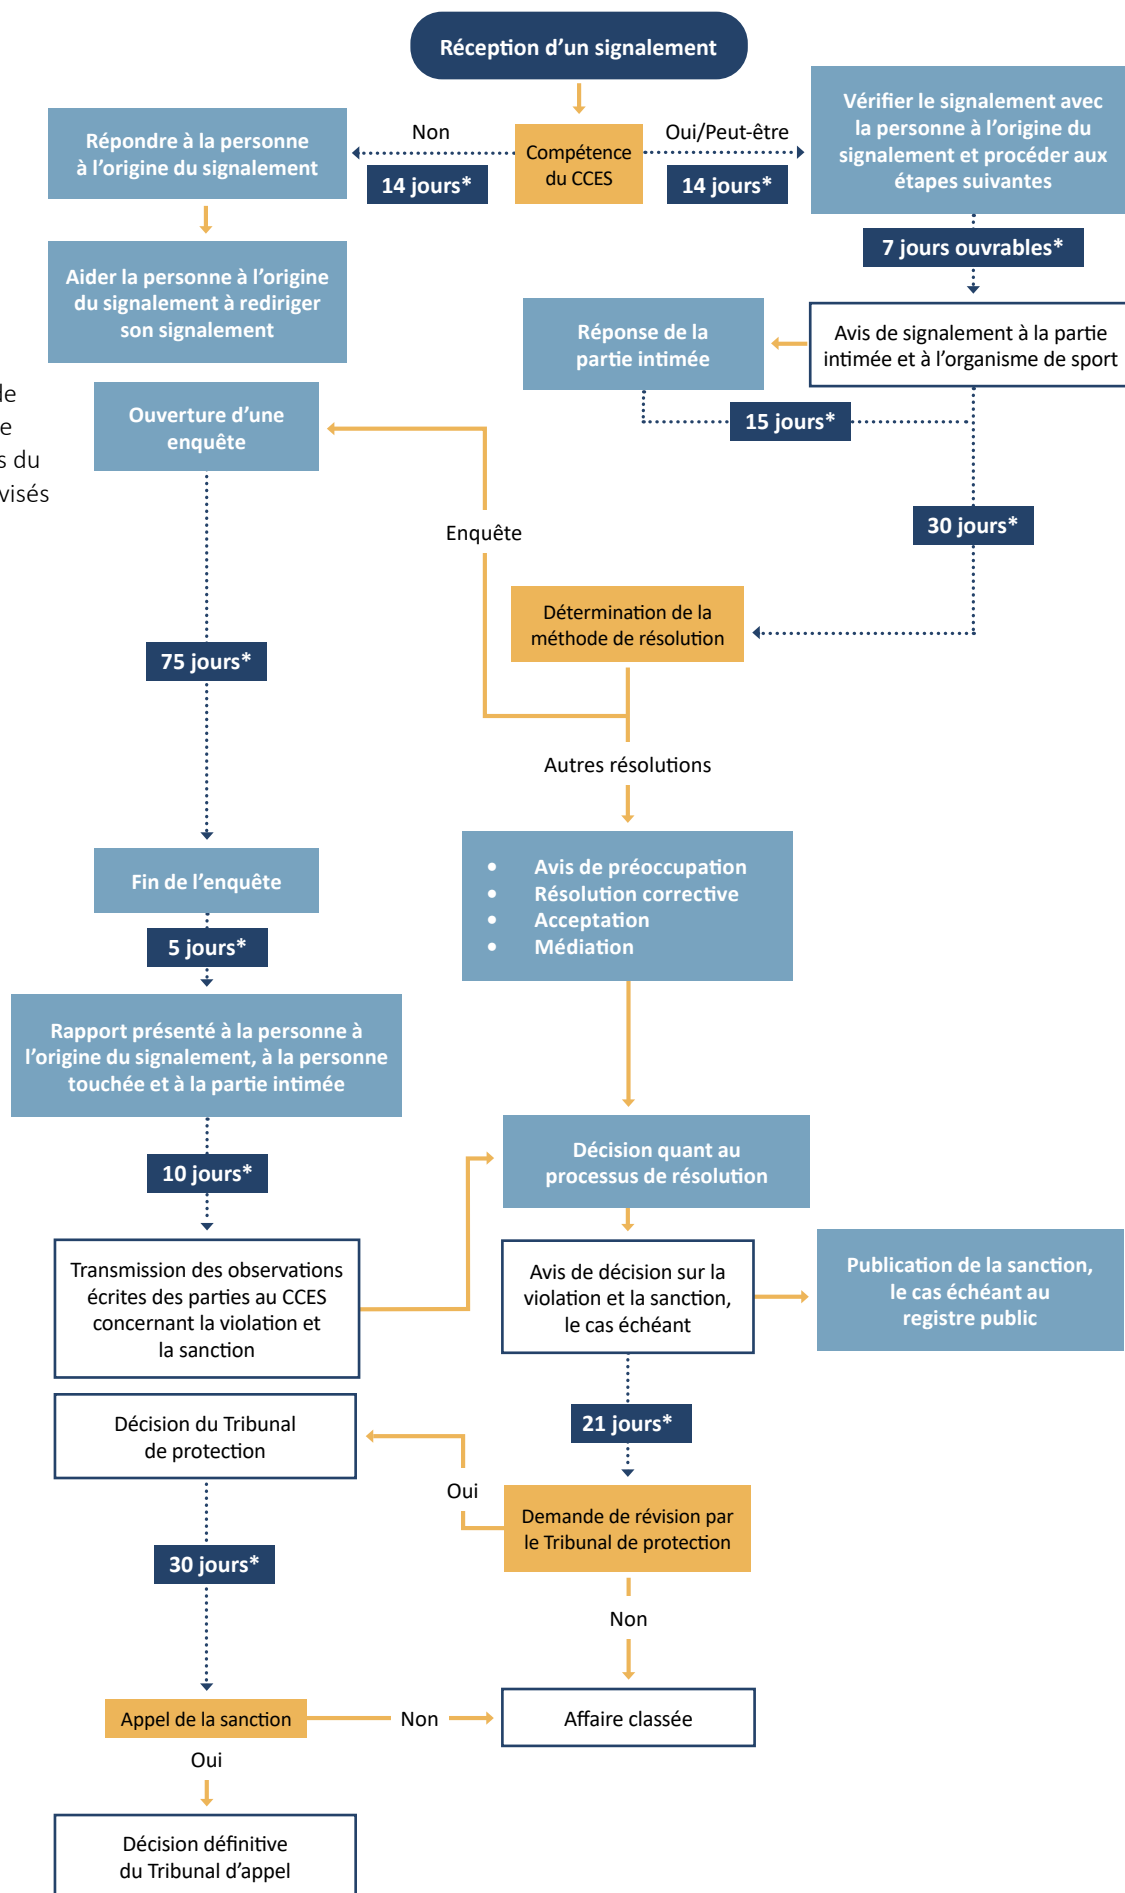 Réception d’un signalement
Non
Compétence
du CCES
Oui/Peut-être
14 jours*
14 jours*
Répondre à la personne
à l’origine du signalement
Vérifier le signalement avec
la personne à l’origine du
signalement et procéder aux
étapes suivantes
Aider la personne à l’origine
du signalement à rediriger
son signalement
7 jours ouvrables*
Avis de signalement à la partie
intimée et à l’organisme de sport
Réponse de la
partie intimée
15 jours*
30 jours*
de
e
s du
visés
Ouverture d’une
enquête
Enquête
Détermination de la
méthode de résolution
75 jours*
Autres résolutions
• Avis de préoccupation
• Résolution corrective
• Acceptation
• Médiation
Fin de l’enquête
5 jours*
Rapport présenté à la personne à
l’origine du signalement, à la personne
touchée et à la partie intimée
10 jours*
Transmission des observations
écrites des parties au CCES
concernant la violation et
la sanction
Décision quant au
processus de résolution
Avis de décision sur la
violation et la sanction,
le cas échéant
Publication de la sanction,
le cas échéant au
registre public
21 jours*
Demande de révision par
le Tribunal de protection
Oui
Décision du Tribunal
de protection
30 jours*
Non
Appel de la sanction
Non
Affaire classée
Oui
Décision définitive
du Tribunal d’appel